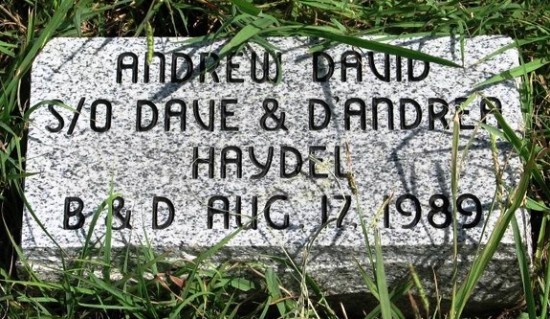 ANDREW DAVID
S/O DAVE & D'ANDREA
HAYDEL
B & D AUG. 17, 1989